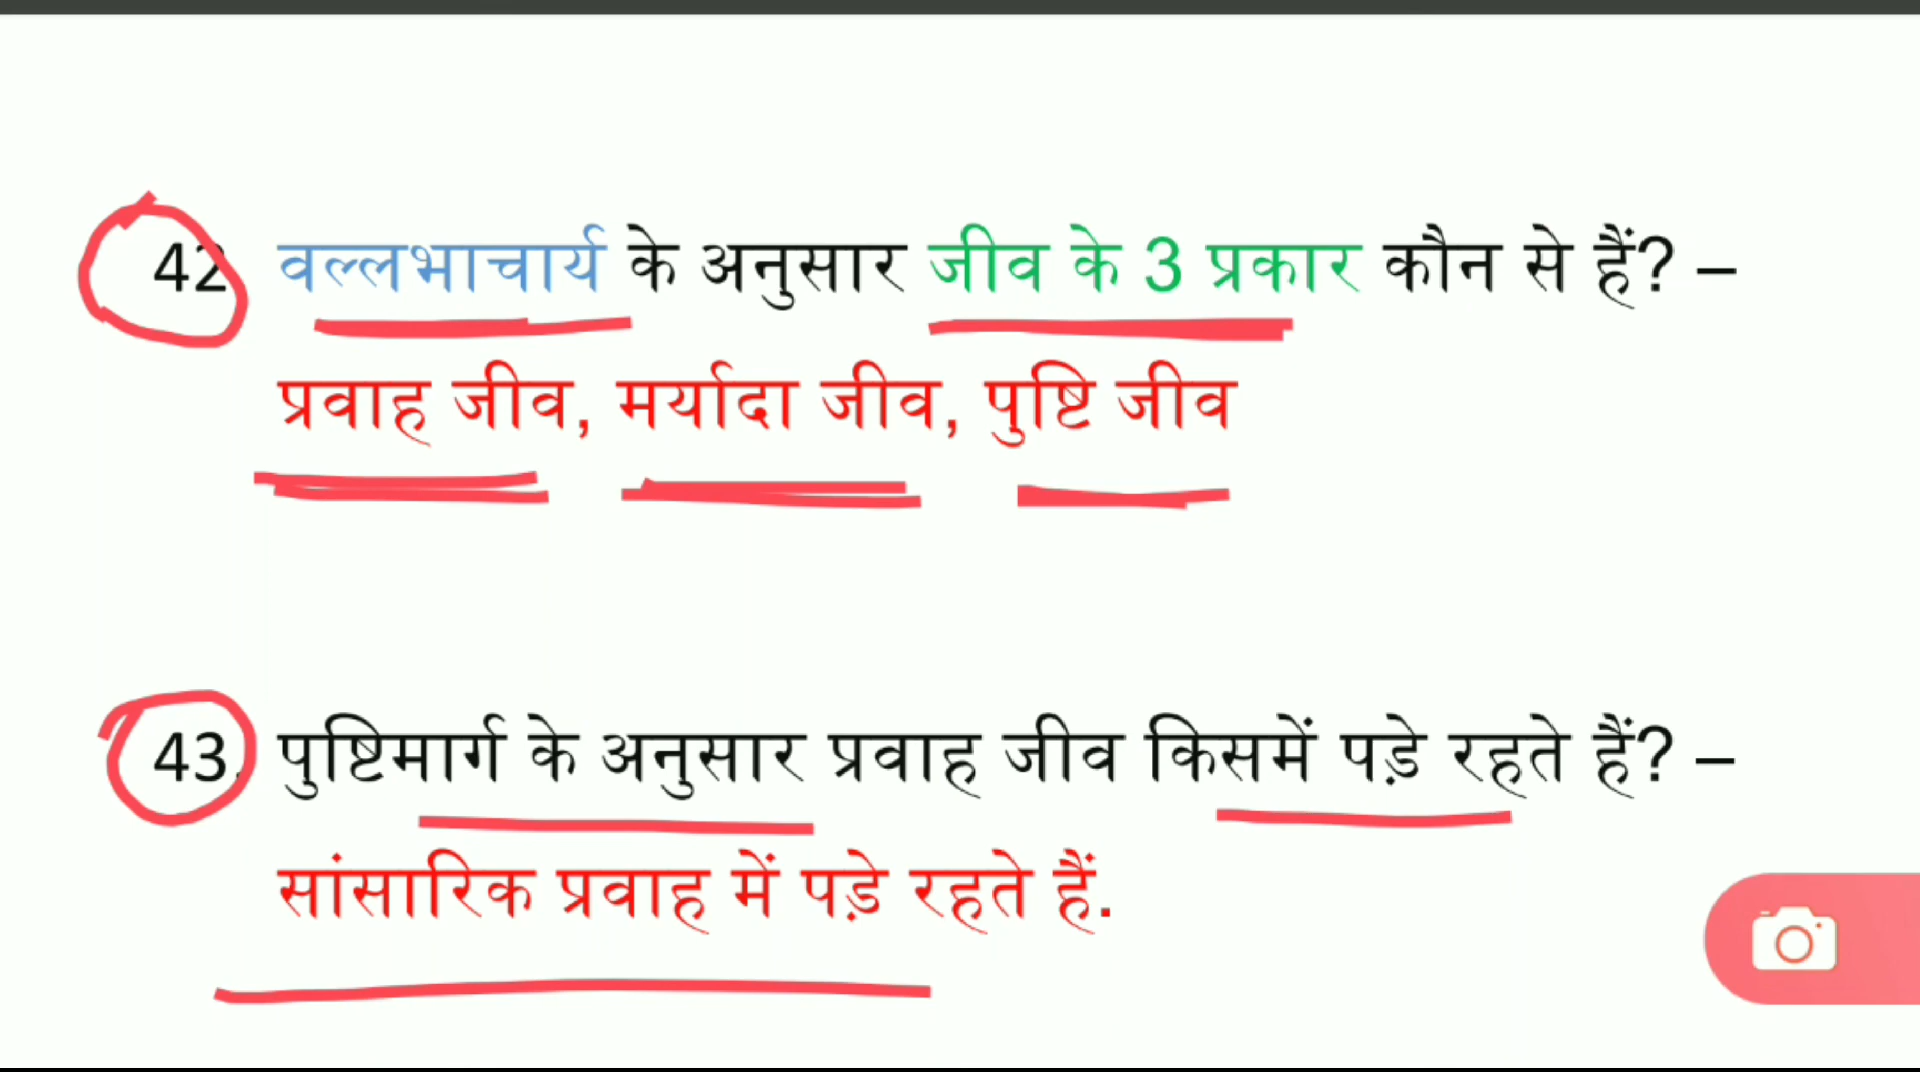 42. वल्लभाचार्य के अनुसार जीव के 3 प्रकार कौन से हैं? –
प्रवाह जीव, मर्यादा जीव, पुष्टि जीव
43. पुष्टिमार्ग के अनुसार प्रवाह जीव किसमें पड़े रहते हैं? –
सांसारिक प्रवाह में पड़े रहते हैं.